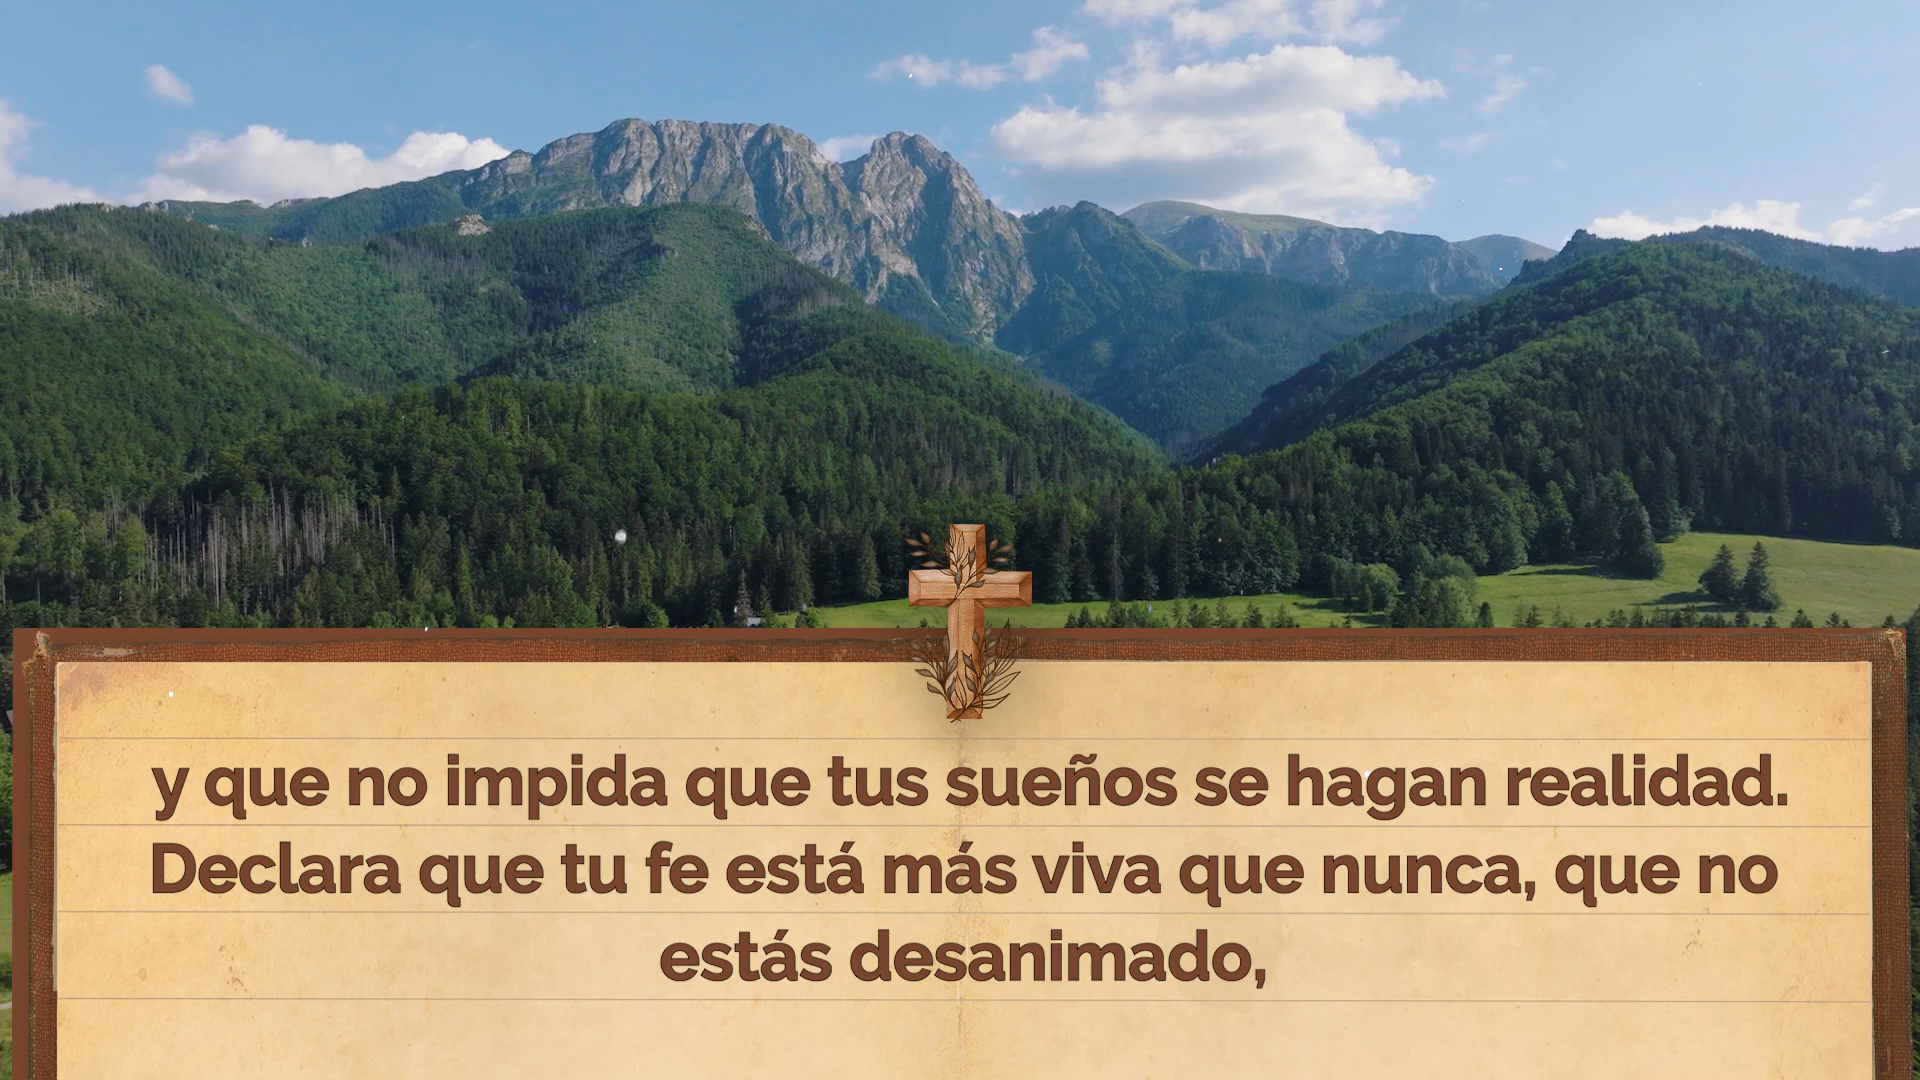 y que no impida que tus sueños se hagan realidad.
Declara que tu fe está más viva que nunca, que no
estás desanimado,